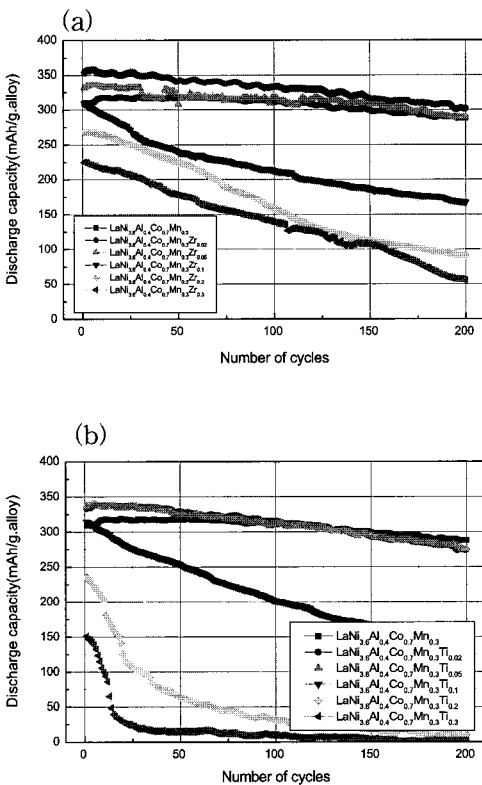 (a)
400
350
300
250
200
150
100
50
0
Discharge capacity(mAh/g,alloy)
LaNi3.6Al0.4Co0.7Mn0.3
LaNi3.6Al0.4Co0.7Mn0.3Zr0.02
LaNi3.6Al0.4Co0.7Mn0.3Zr0.05
LaNi3.6Al0.4Co0.7Mn0.3Zr0.1
LaNi3.6Al0.4Co0.7Mn0.3Zr0.2
LaNi3.6Al0.4Co0.7Mn0.3Zr0.3
0 50 100 150 200
Number of cycles
(b)
400
350
300
250
200
150
100
50
0
Discharge capacity(mAh/g,alloy)
LaNi3.6Al0.4Co0.7Mn0.3
LaNi3.6Al0.4Co0.7Mn0.3Ti0.02
LaNi3.6Al0.4Co0.7Mn0.3Ti0.05
LaNi3.6Al0.4Co0.7Mn0.3Ti0.1
LaNi3.6Al0.4Co0.7Mn0.3Ti0.2
LaNi3.6Al0.4Co0.7Mn0.3Ti0.3
0 50 100 150 200
Number of cycles